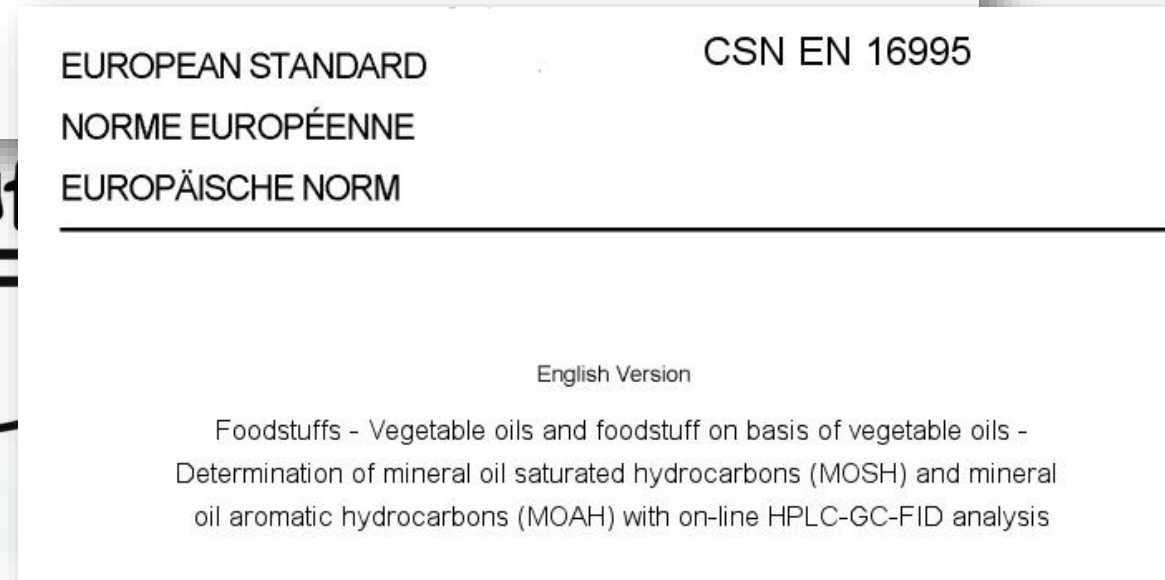 EUROPEAN STANDARD
CSN EN 16995
NORME EUROPÉENNE
EUROPÄISCHE NORM
English Version
Foodstuffs - Vegetable oils and foodstuff on basis of vegetable oils -
Determination of mineral oil saturated hydrocarbons (MOSH) and mineral
oil aromatic hydrocarbons (MOAH) with on-line HPLC-GC-FID analysis